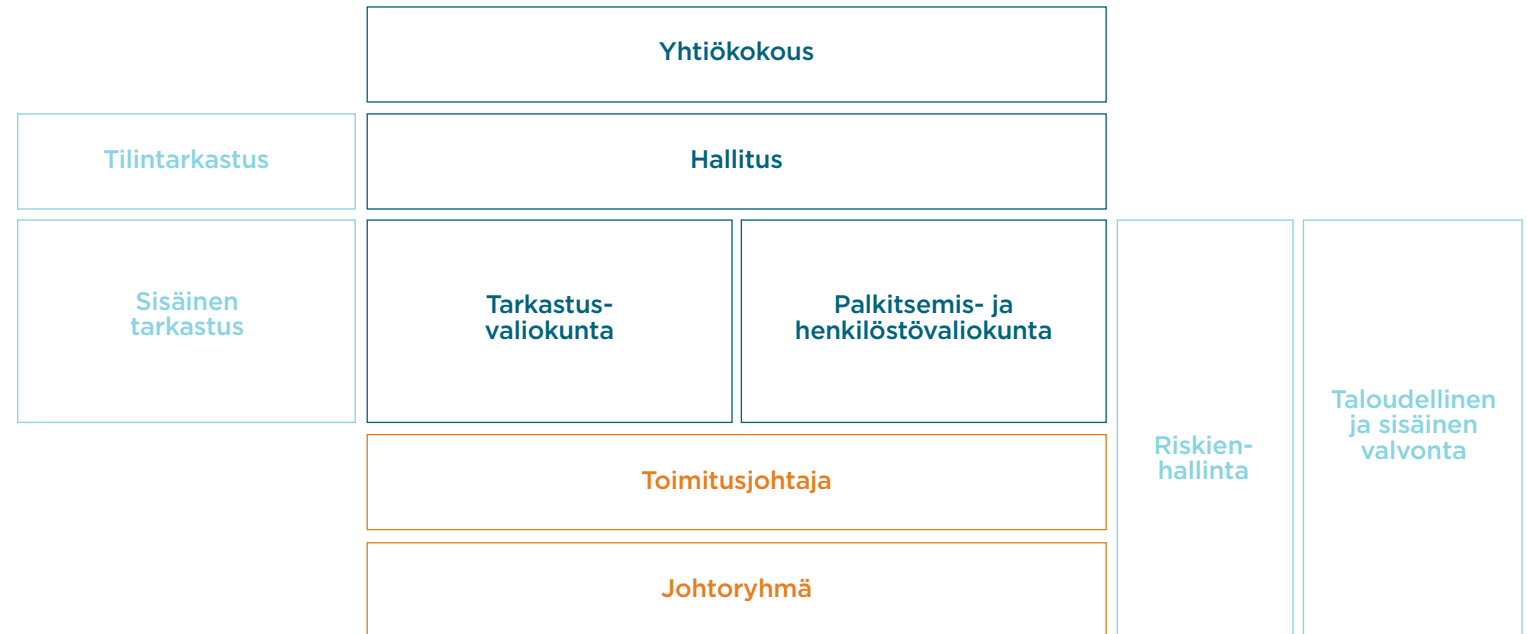 Yhtiökokous
Tilintarkastus
Hallitus
Sisäinen
tarkastus
Tarkastus-
valiokunta
Palkitsemis- ja
henkilöstövaliokunta
Riskien-
hallinta
Taloudellinen
ja sisäinen
valvonta
Toimitusjohtaja
Johtoryhmä